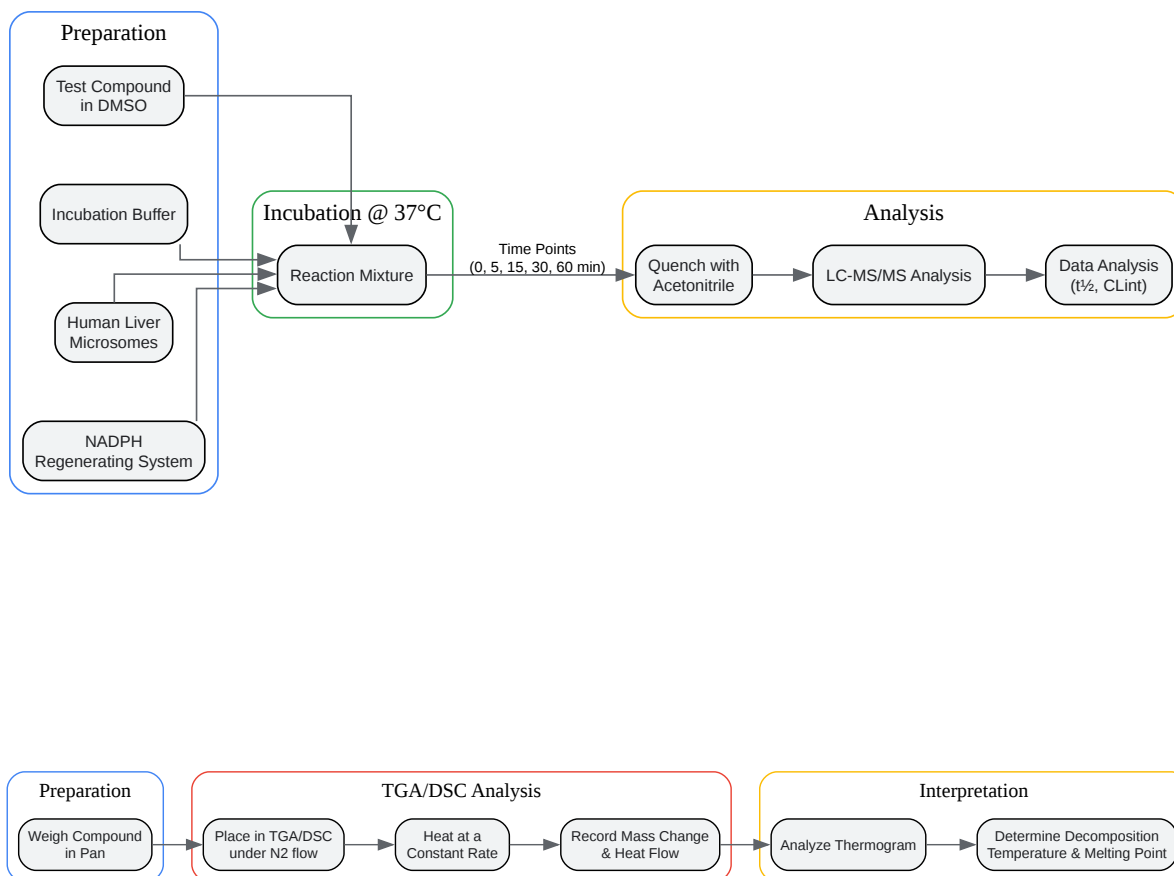 Preparation
Test Compound
in DMSO
Incubation Buffer
Human Liver
Microsomes
NADPH
Regenerating System
Incubation @ 37°C
Reaction Mixture
Time Points
(0, 5, 15, 30, 60 min)
Analysis
Quench with
Acetonitrile
LC-MS/MS Analysis
Data Analysis
(t½, CLint)
Preparation
Weigh Compound
in Pan
TGA/DSC Analysis
Place in TGA/DSC
under N2 flow
Heat at a
Constant Rate
Record Mass Change
& Heat Flow
Interpretation
Analyze Thermogram
Determine Decomposition
Temperature & Melting Point